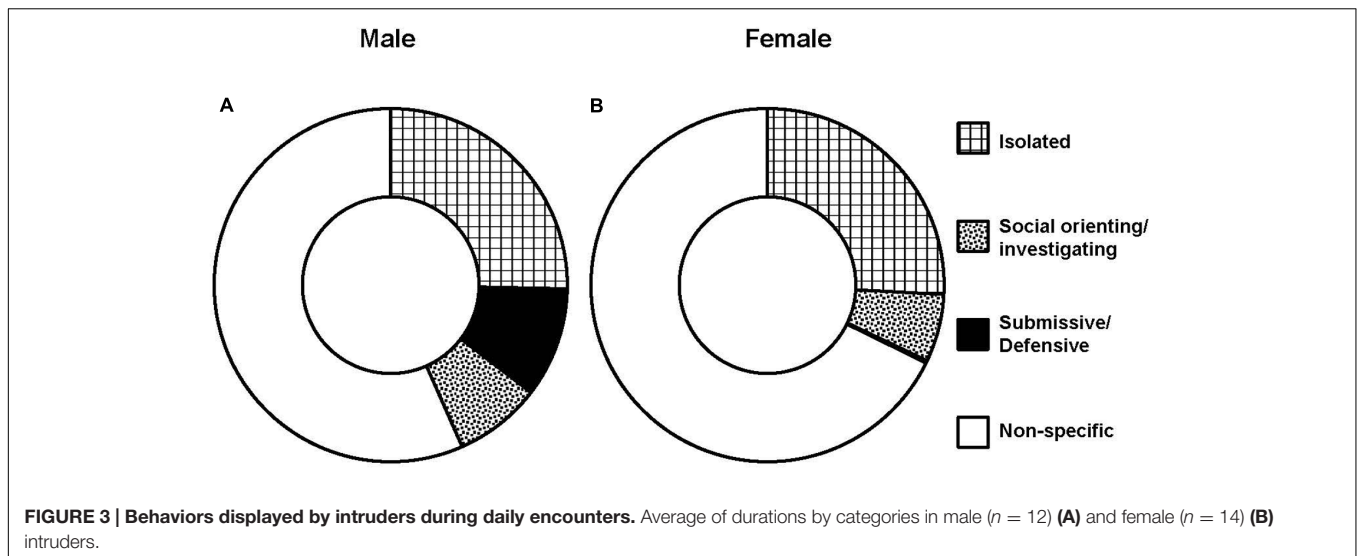 Male
Female
A
B
Isolated
Social orienting/
investigating
Submissive/
Defensive
Non-specific
FIGURE 3 | Behaviors displayed by intruders during daily encounters. Average of durations by categories in male (n = 12) (A) and female (n = 14) (B)
intruders.